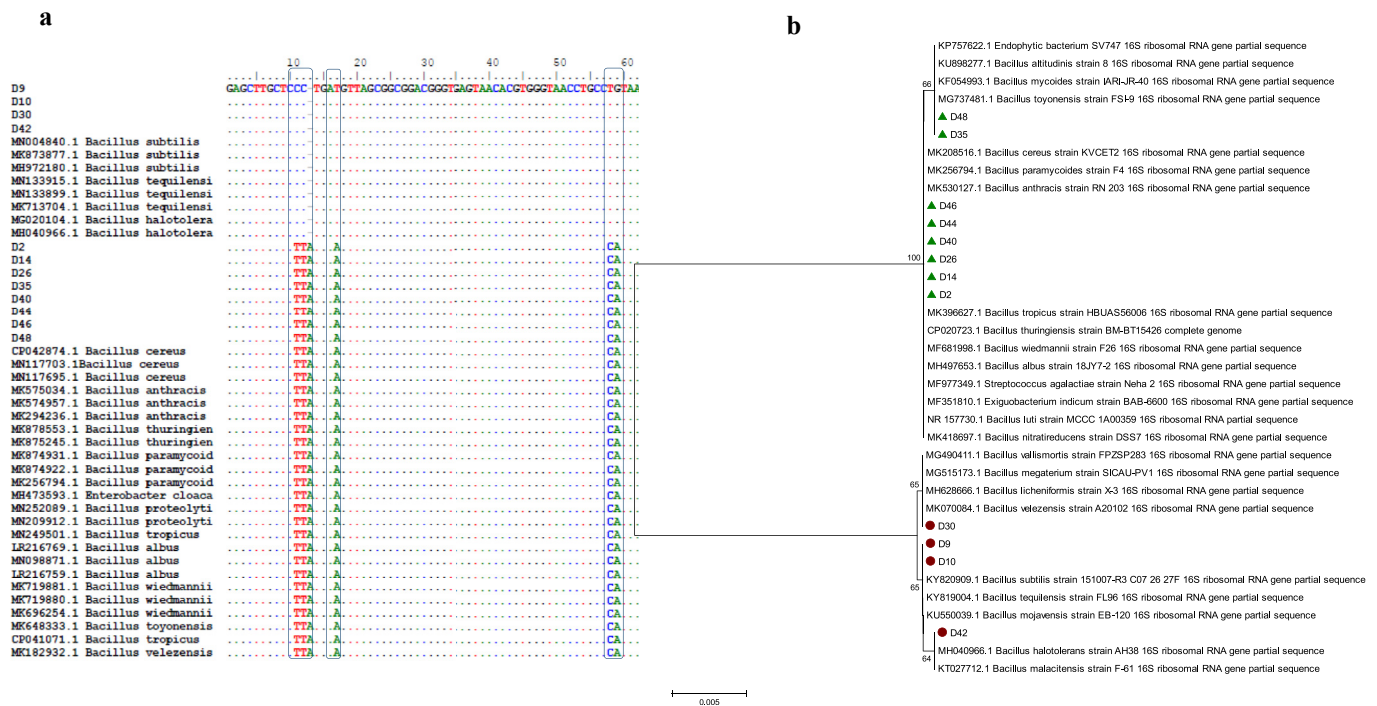 a
10 20 30 40 50 60
D9 GAGCTTGCTCCC-TGATGTTAGCGGCGGACGGGTGAGTAACACGTGGGTAACCTGCCTGTAA
D10
D30
D42
MN004840.1 Bacillus subtilis
MK873877.1 Bacillus subtilis
MH972180.1 Bacillus subtilis
MN133915.1 Bacillus tequilensi
MN133899.1 Bacillus tequilensi
MK713704.1 Bacillus tequilensi
MG020104.1 Bacillus halotolera
MH040966.1 Bacillus halotolera
D2 TTA A CA
D14 TTA A CA
D26 TTA A CA
D35 TTA A CA
D40 TTA A CA
D44 TTA A CA
D46 TTA A CA
D48 TTA A CA
CP042874.1 Bacillus cereus TTA A CA
MN117703.1Bacillus cereus TTA A CA
MN117695.1 Bacillus cereus TTA A CA
MK575034.1 Bacillus anthracis TTA A CA
MK574957.1 Bacillus anthracis TTA A CA
MK294236.1 Bacillus anthracis TTA A CA
MK878553.1 Bacillus thuringien TTA A CA
MK875245.1 Bacillus thuringien TTA A CA
MK874931.1 Bacillus paramycoid TTA A CA
MK874922.1 Bacillus paramycoid TTA A CA
MK256794.1 Bacillus paramycoid TTA A CA
MH473593.1 Enterobacter cloaca TTA A CA
MN252089.1 Bacillus proteolyti TTA A CA
MN209912.1 Bacillus proteolyti TTA A CA
MN249501.1 Bacillus tropicus TTA A CA
LR216769.1 Bacillus albus TTA A CA
MN098871.1 Bacillus albus TTA A CA
LR216759.1 Bacillus albus TTA A CA
MK719881.1 Bacillus wiedmannii TTA A CA
MK719880.1 Bacillus wiedmannii TTA A CA
MK696254.1 Bacillus wiedmannii TTA A CA
MK648333.1 Bacillus toyonensis TTA A CA
CP041071.1 Bacillus tropicus TTA A CA
MK182932.1 Bacillus velezensis TTA A CA
b
KP757622.1 Endophytic bacterium SV747 16S ribosomal RNA gene partial sequence
KU898277.1 Bacillus altitudinis strain 8 16S ribosomal RNA gene partial sequence
KF054993.1 Bacillus mycoides strain IARI-JR-40 16S ribosomal RNA gene partial sequence
66
MG737481.1 Bacillus toyonensis strain FSI-9 16S ribosomal RNA gene partial sequence
D48
D35
MK208516.1 Bacillus cereus strain KVCET2 16S ribosomal RNA gene partial sequence
MK256794.1 Bacillus paramycoides strain F4 16S ribosomal RNA gene partial sequence
MK530127.1 Bacillus anthracis strain RN 203 16S ribosomal RNA gene partial sequence
D46
D44
D40
100
D26
D14
D2
MK396627.1 Bacillus tropicus strain HBUAS56006 16S ribosomal RNA gene partial sequence
CP020723.1 Bacillus thuringiensis strain BM-BT15426 complete genome
MF681998.1 Bacillus wiedmannii strain F26 16S ribosomal RNA gene partial sequence
MH497653.1 Bacillus albus strain 18JY7-2 16S ribosomal RNA gene partial sequence
MF977349.1 Streptococcus agalactiae strain Neha 2 16S ribosomal RNA gene partial sequence
MF351810.1 Exiguobacterium indicum strain BAB-6600 16S ribosomal RNA gene partial sequence
NR 157730.1 Bacillus luti strain MCCC 1A00359 16S ribosomal RNA partial sequence
MK418697.1 Bacillus nitratireducens strain DSS7 16S ribosomal RNA gene partial sequence
MG490411.1 Bacillus vallismortis strain FPZSP283 16S ribosomal RNA gene partial sequence
MG515173.1 Bacillus megaterium strain SICAU-PV1 16S ribosomal RNA gene partial sequence
65
MH628666.1 Bacillus licheniformis strain X-3 16S ribosomal RNA gene partial sequence
MK070084.1 Bacillus velezensis strain A20102 16S ribosomal RNA gene partial sequence
D30
D9
D10
KY820909.1 Bacillus subtilis strain 151007-R3 C07 26 27F 16S ribosomal RNA gene partial sequence
65
KY819004.1 Bacillus tequilensis strain FL96 16S ribosomal RNA gene partial sequence
KU550039.1 Bacillus mojavensis strain EB-120 16S ribosomal RNA gene partial sequence
D42
64
MH040966.1 Bacillus halotolerans strain AH38 16S ribosomal RNA gene partial sequence
KT027712.1 Bacillus malacitensis strain F-61 16S ribosomal RNA gene partial sequence
0.005